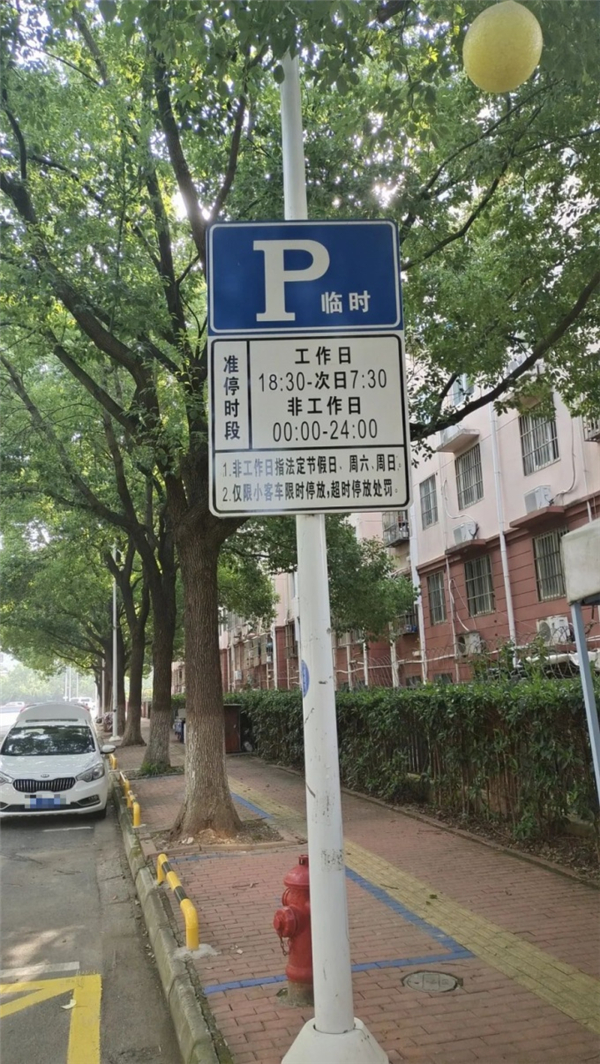 P 临时
准停时段
工作日
18:30-次日7:30
非工作日
00:00-24:00
1.非工作日指法定节假日、周六、周日
2.仅限小客车限时停放,超时停放处罚。